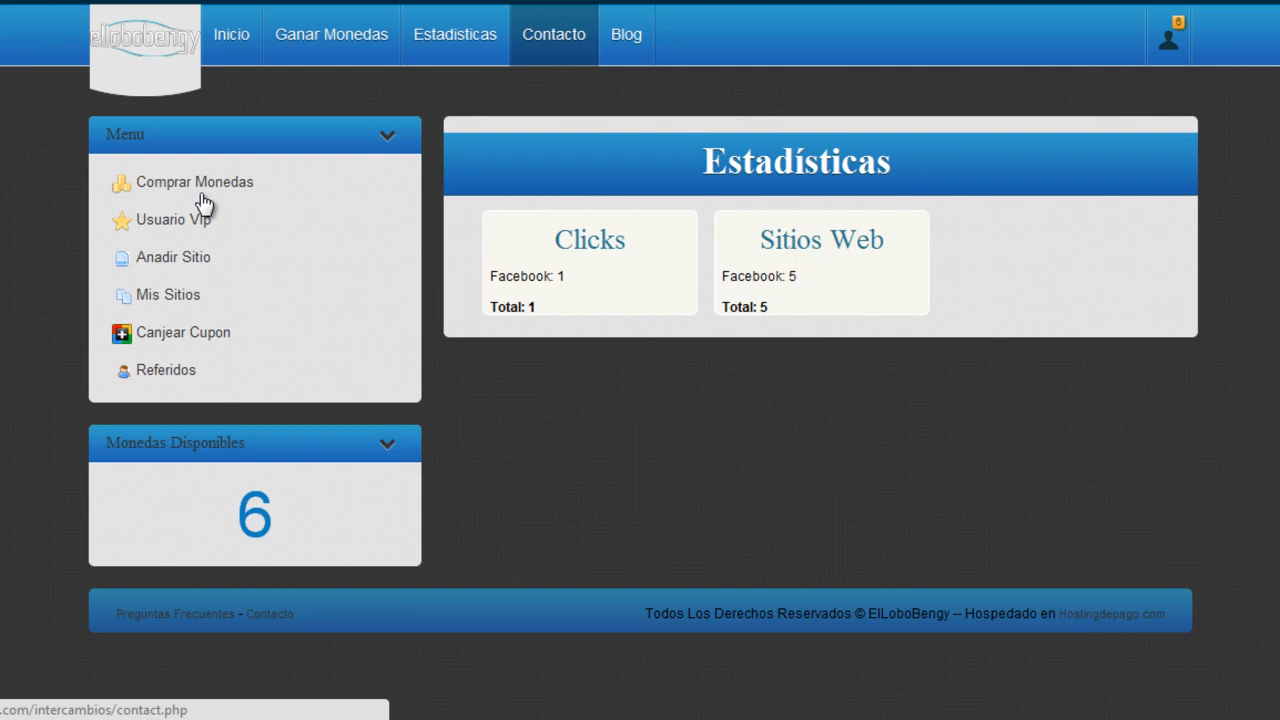 ellobobengy
Inicio
Ganar Monedas
Estadisticas
Contacto
Blog
6
Menu
Comprar Monedas
Usuario Vip
Anadir Sitio
Mis Sitios
Canjear Cupon
Referidos
Monedas Disponibles
6
Estadísticas
Clicks
Facebook: 1
Total: 1
Sitios Web
Facebook: 5
Total: 5
Preguntas Frecuentes - Contacto
Todos Los Derechos Reservados © ElLoboBengy -- Hospedado en Hostingdepago.com
.com/intercambios/contact.php